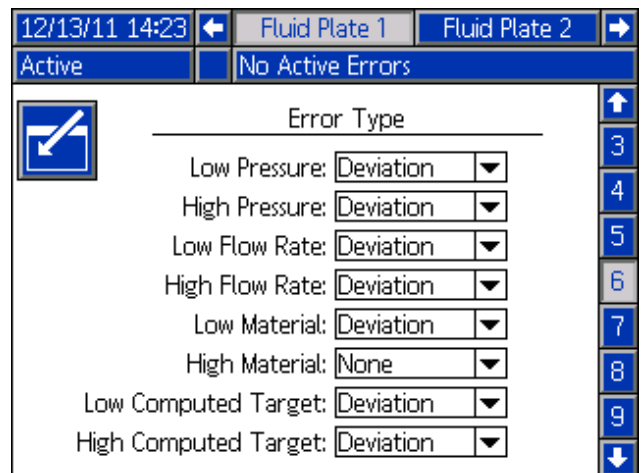 12/13/11 14:23 Fluid Plate 1 Fluid Plate 2
Active No Active Errors
Error Type
3
Low Pressure: Deviation
4
High Pressure: Deviation
5
Low Flow Rate: Deviation
High Flow Rate: Deviation
6
Low Material: Deviation
7
High Material: None
8
Low Computed Target: Deviation
9
High Computed Target: Deviation